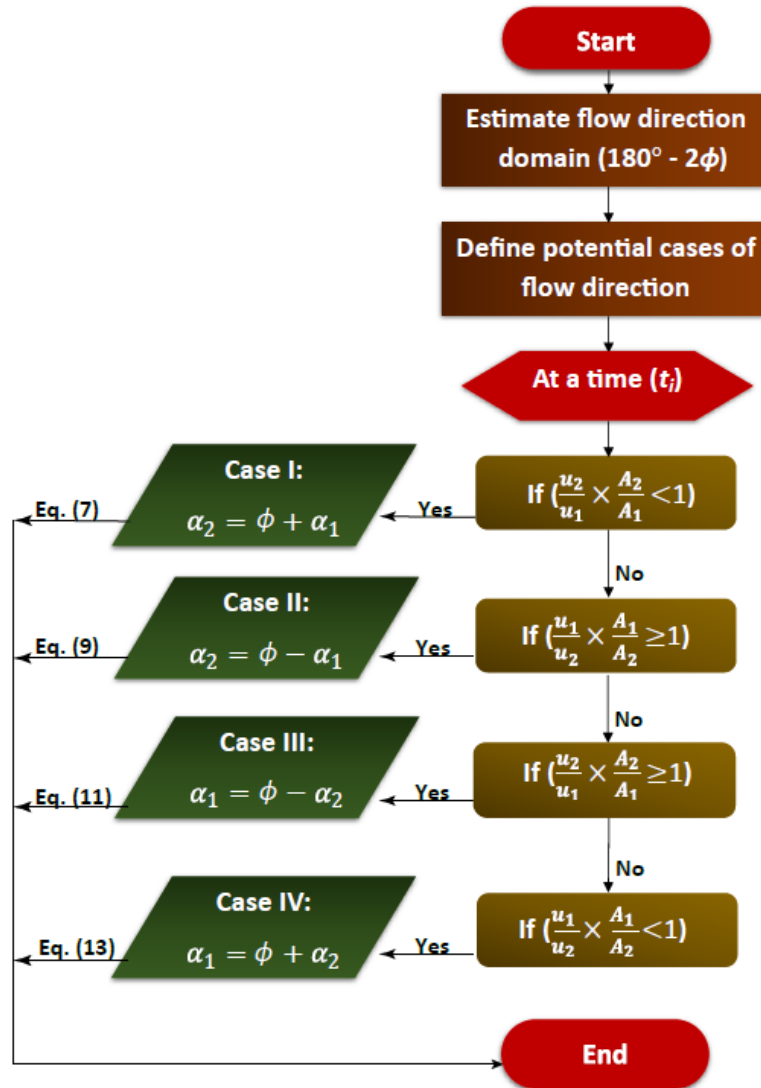 Start
Estimate flow direction
domain (180° - 2ϕ)
Define potential cases of
flow direction
At a time (tᵢ)
If (u₂/u₁ × A₂/A₁ <1)
Yes
Case I:
α₂ = ϕ + α₁
Eq. (7)
No
If (u₁/u₂ × A₁/A₂ ≥1)
Yes
Case II:
α₂ = ϕ − α₁
Eq. (9)
No
If (u₂/u₁ × A₂/A₁ ≥1)
Yes
Case III:
α₁ = ϕ − α₂
Eq. (11)
No
If (u₁/u₂ × A₁/A₂ <1)
Yes
Case IV:
α₁ = ϕ + α₂
Eq. (13)
End